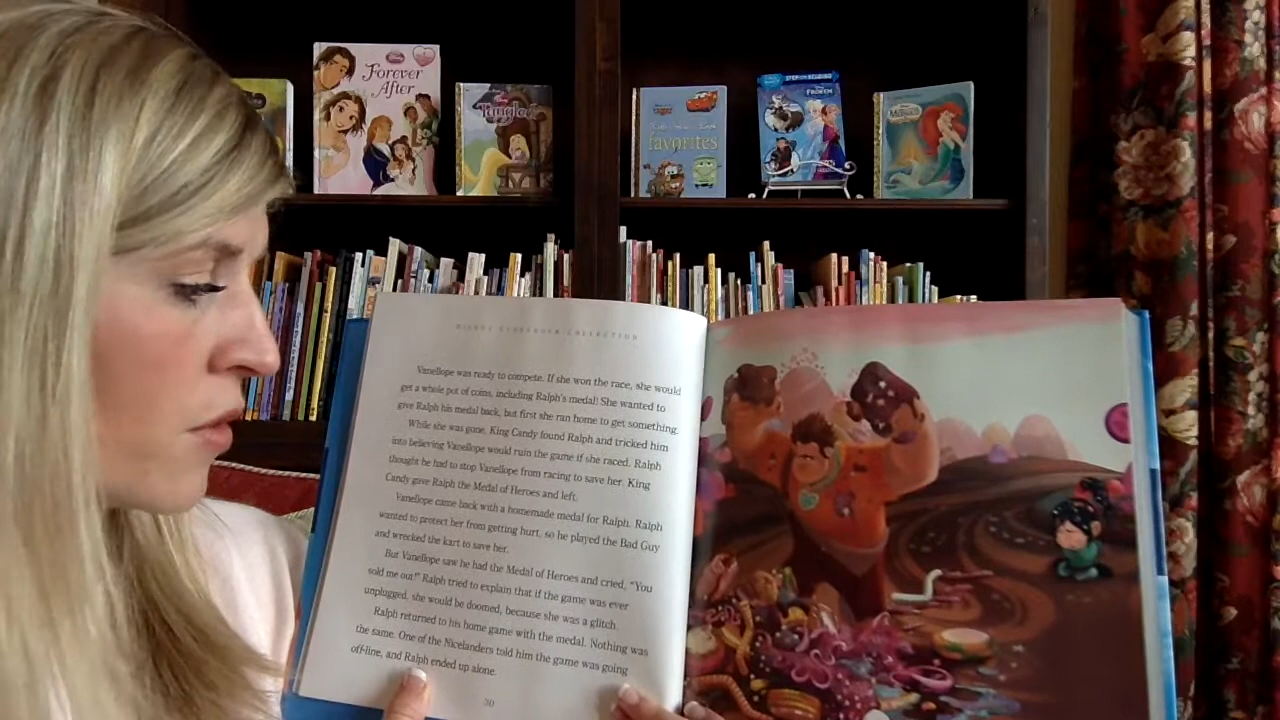 Forever
After
Tangled
favorites
STEP INTO READING
FROZEN
DISNEY STORYBOOK COLLECTION
Vanellope was ready to compete. If she won the race, she would
get a whole pot of coins, including Ralph's medal! She wanted to
give Ralph his medal back, but first she ran home to get something.
While she was gone, King Candy found Ralph and tricked him
into believing Vanellope would ruin the game if she raced. Ralph
thought he had to stop Vanellope from racing to save her. King
Candy gave Ralph the Medal of Heroes and left.
Vanellope came back with a homemade medal for Ralph. Ralph
wanted to protect her from getting hurt, so he played the Bad Guy
and wrecked the kart to save her.
But Vanellope saw he had the Medal of Heroes and cried, "You
sold me out!" Ralph tried to explain that if the game was ever
unplugged, she would be doomed, because she was a glitch.
Ralph returned to his home game with the medal. Nothing was
the same. One of the Nicelanders told him the game was going
off-line, and Ralph ended up alone.
30